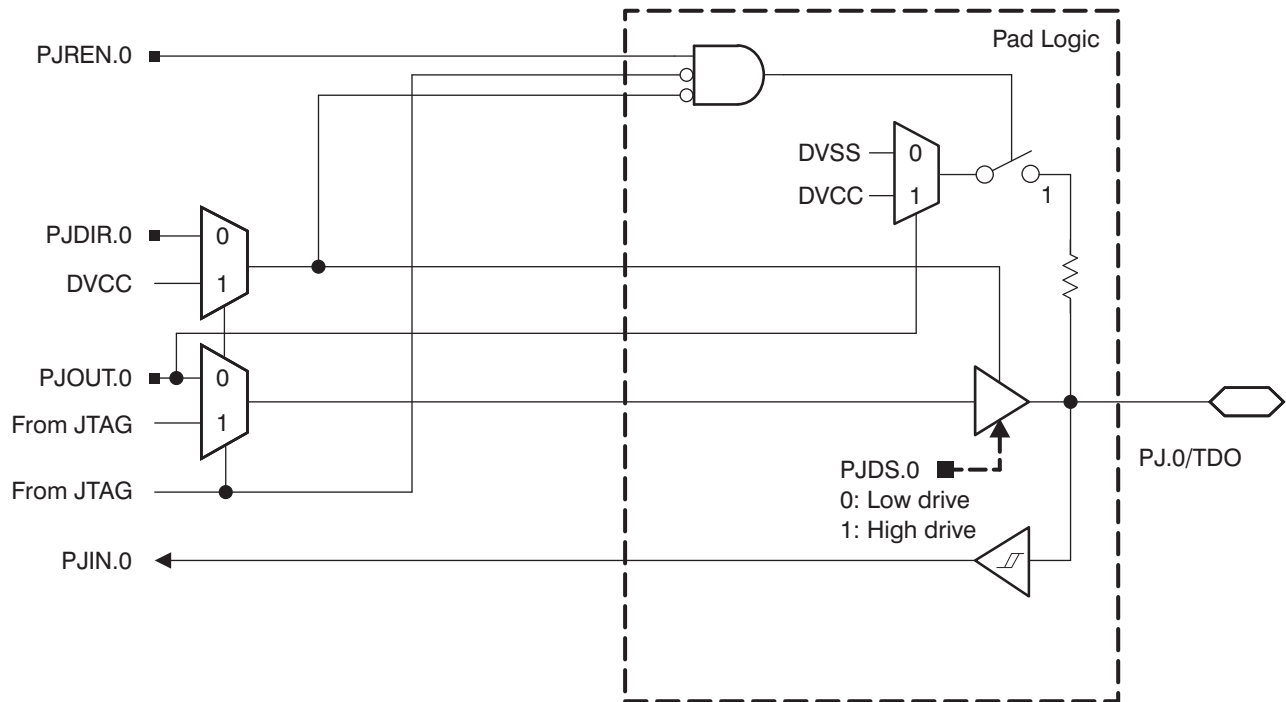 Pad Logic
PJREN.0
DVSS
0
DVCC
1
1
PJDIR.0
0
DVCC
1
PJOUT.0
0
From JTAG
1
PJDS.0
0: Low drive
1: High drive
PJ.0/TDO
From JTAG
PJIN.0